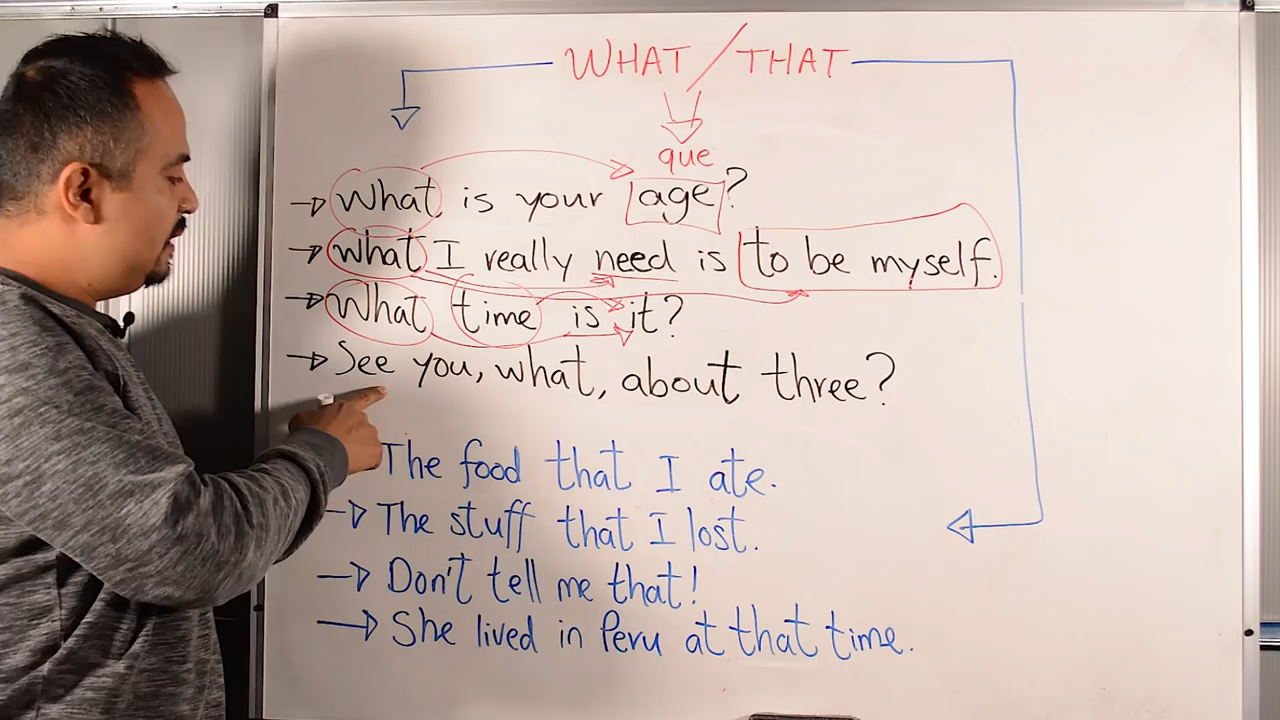 WHAT / THAT
que
What is your age?
what I really need is to be myself.
What time is it?
See you, what, about three?
The food that I ate.
The stuff that I lost.
Don't tell me that!
She lived in Peru at that time.